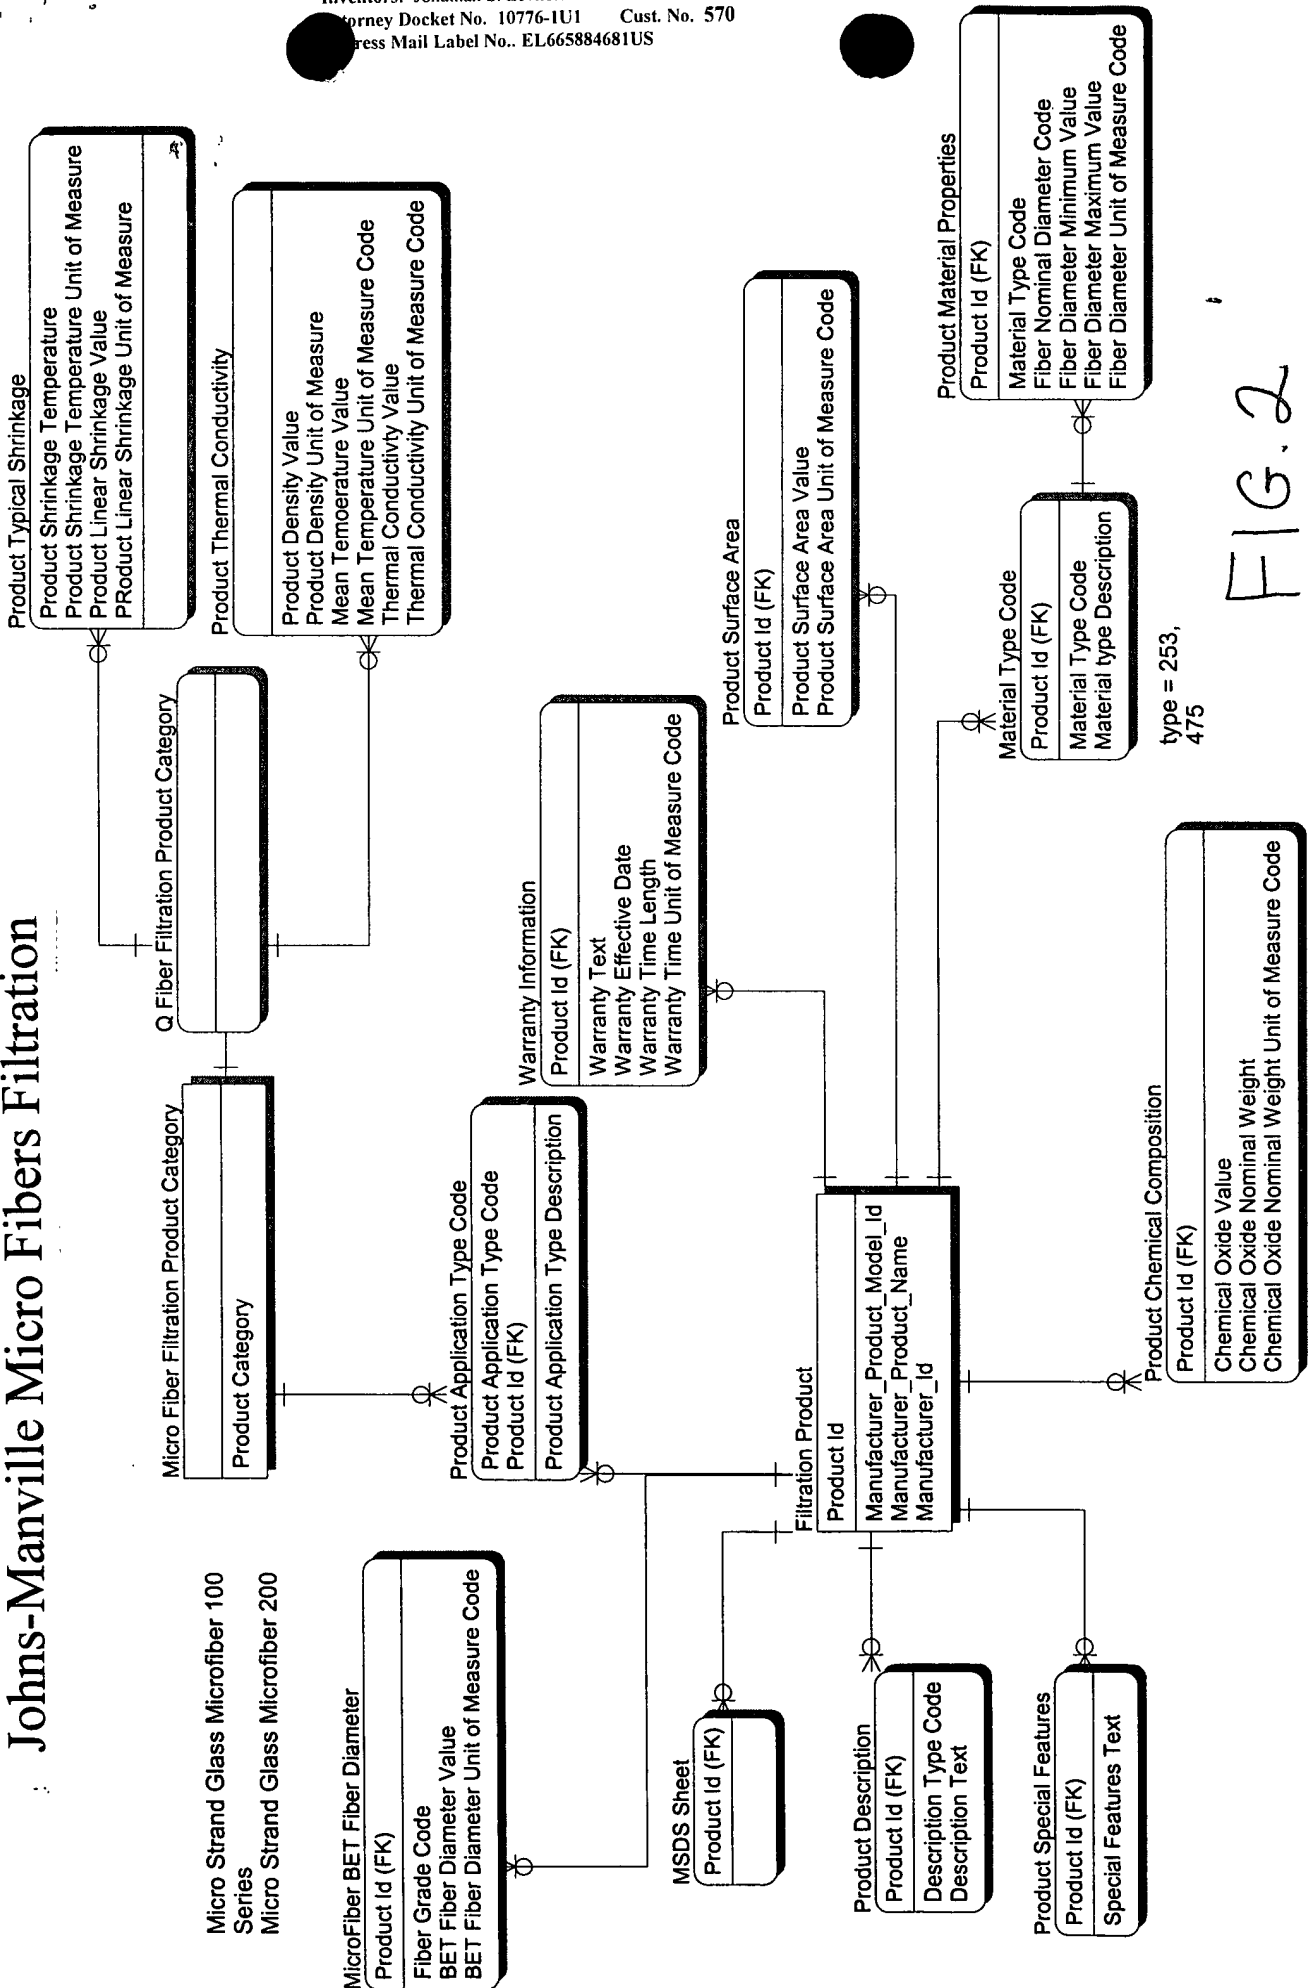 Attorney Docket No. 10776-1U1 Cust. No. 570
Express Mail Label No.. EL665884681US
Johns-Manville Micro Fibers Filtration
Micro Strand Glass Microfiber 100
Series
Micro Strand Glass Microfiber 200
Micro Fiber Filtration Product Category
Product Category
Q Fiber Filtration Product Category
Product Typical Shrinkage
Product Shrinkage Temperature
Product Shrinkage Temperature Unit of Measure
Product Linear Shrinkage Value
PRoduct Linear Shrinkage Unit of Measure
Product Thermal Conductivity
Product Density Value
Product Density Unit of Measure
Mean Temoerature Value
Mean Temperature Unit of Measure Code
Thermal Conductivty Value
Thermal Conductivity Unit of Measure Code
MicroFiber BET Fiber Diameter
Product Id (FK)
Fiber Grade Code
BET Fiber Diameter Value
BET Fiber Diameter Unit of Measure Code
Product Application Type Code
Product Application Type Code
Product Id (FK)
Product Application Type Description
Warranty Information
Product Id (FK)
Warranty Text
Warranty Effective Date
Warranty Time Length
Warranty Time Unit of Measure Code
Product Surface Area
Product Id (FK)
Product Surface Area Value
Product Surface Area Unit of Measure Code
MSDS Sheet
Product Id (FK)
Filtration Product
Product Id
Manufacturer_Product_Model_Id
Manufacturer_Product_Name
Manufacturer_Id
Product Description
Product Id (FK)
Description Type Code
Description Text
Product Special Features
Product Id (FK)
Special Features Text
Product Chemical Composition
Product Id (FK)
Chemical Oxide Value
Chemical Oxide Nominal Weight
Chemical Oxide Nominal Weight Unit of Measure Code
Material Type Code
Product Id (FK)
Material Type Code
Material type Description
type = 253,
475
Product Material Properties
Product Id (FK)
Material Type Code
Fiber Nominal Diameter Code
Fiber Diameter Minimum Value
Fiber Diameter Maximum Value
Fiber Diameter Unit of Measure Code
FIG. 2